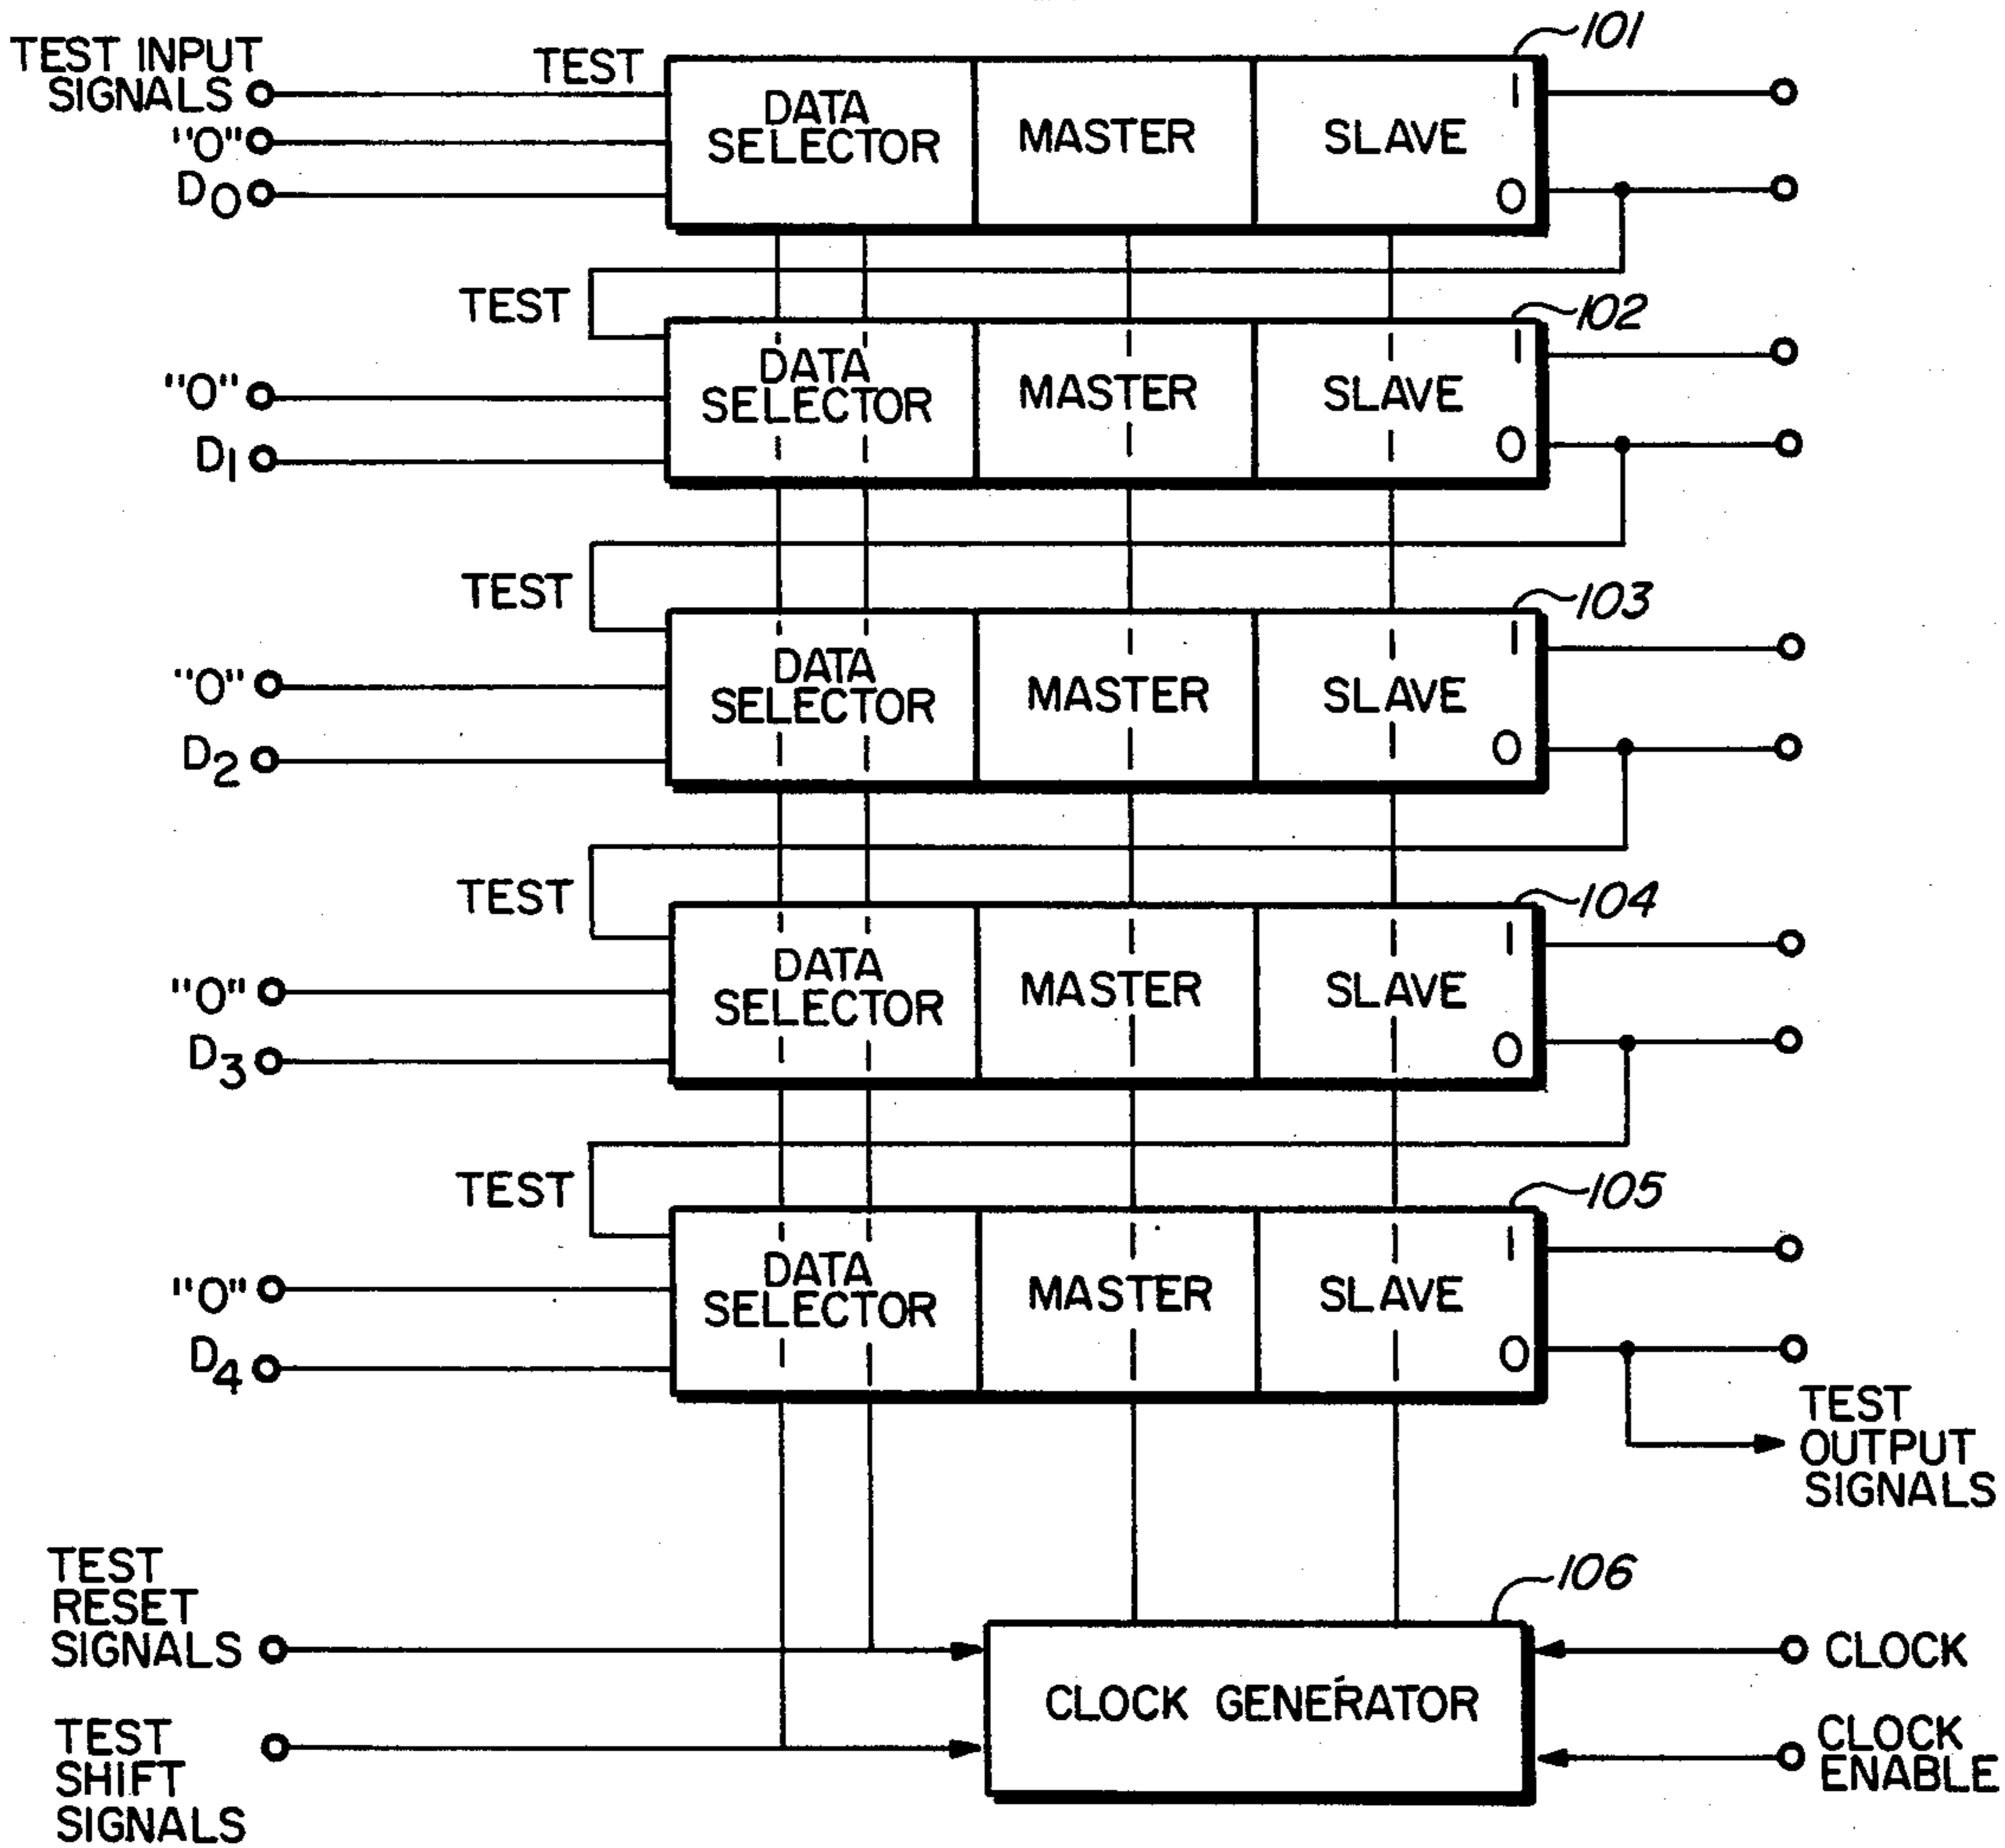 TEST INPUT
SIGNALS
TEST
"0"
D0
DATA
SELECTOR
MASTER
SLAVE
1
0
101
TEST
"0"
D1
DATA
SELECTOR
MASTER
SLAVE
1
0
102
TEST
"0"
D2
DATA
SELECTOR
MASTER
SLAVE
1
0
103
TEST
"0"
D3
DATA
SELECTOR
MASTER
SLAVE
1
0
104
TEST
"0"
D4
DATA
SELECTOR
MASTER
SLAVE
1
0
105
TEST
OUTPUT
SIGNALS
TEST
RESET
SIGNALS
TEST
SHIFT
SIGNALS
CLOCK GENERATOR
106
CLOCK
CLOCK
ENABLE